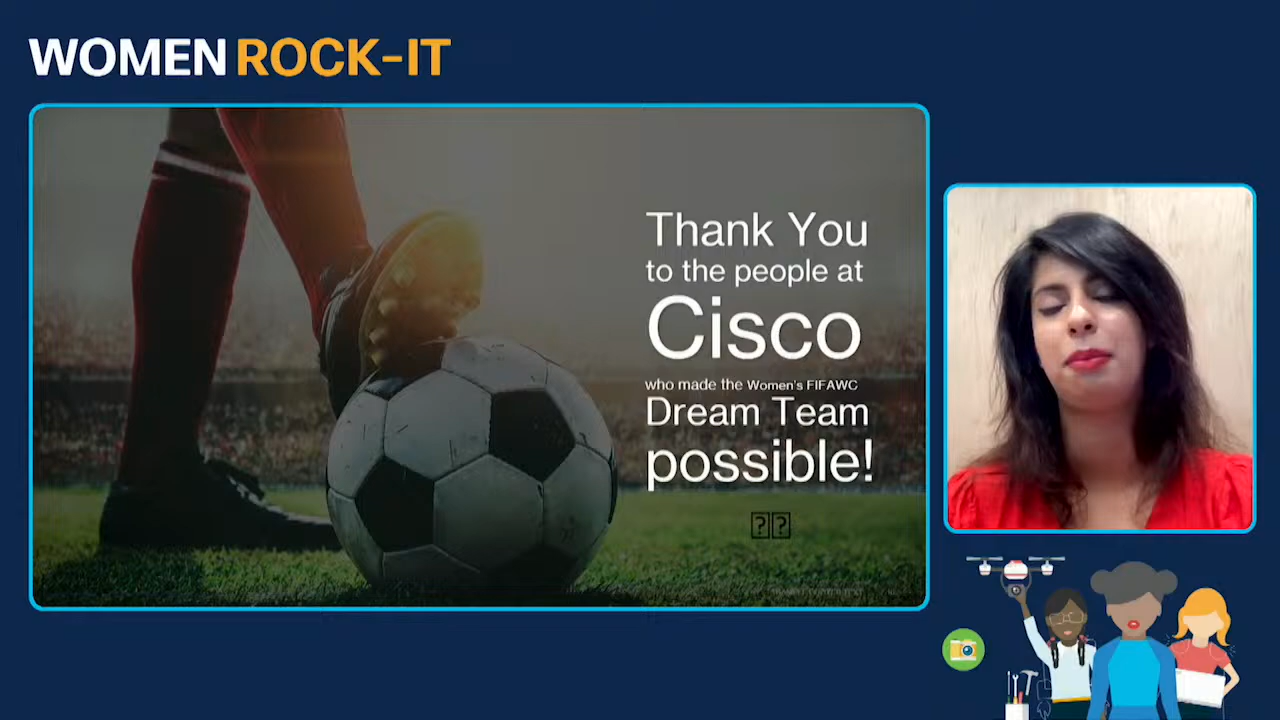 WOMEN ROCK-IT
Thank You
to the people at
Cisco
who made the Women's FIFAWC
Dream Team
possible!